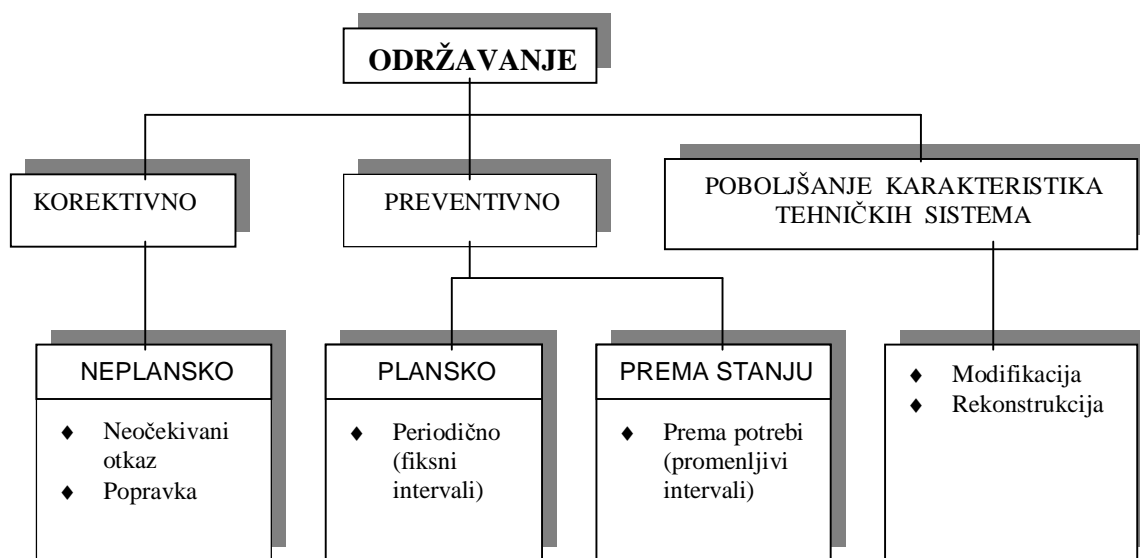 ODRŽAVANJE
KOREKTIVNO
PREVENTIVNO
POBOLJŠANJE KARAKTERISTIKA
TEHNIČKIH SISTEMA
NEPLANSKO
♦ Neočekivani
otkaz
♦ Popravka
PLANSKO
♦ Periodično
(fiksni
intervali)
PREMA STANJU
♦ Prema potrebi
(promenljivi
intervali)
♦ Modifikacija
♦ Rekonstrukcija